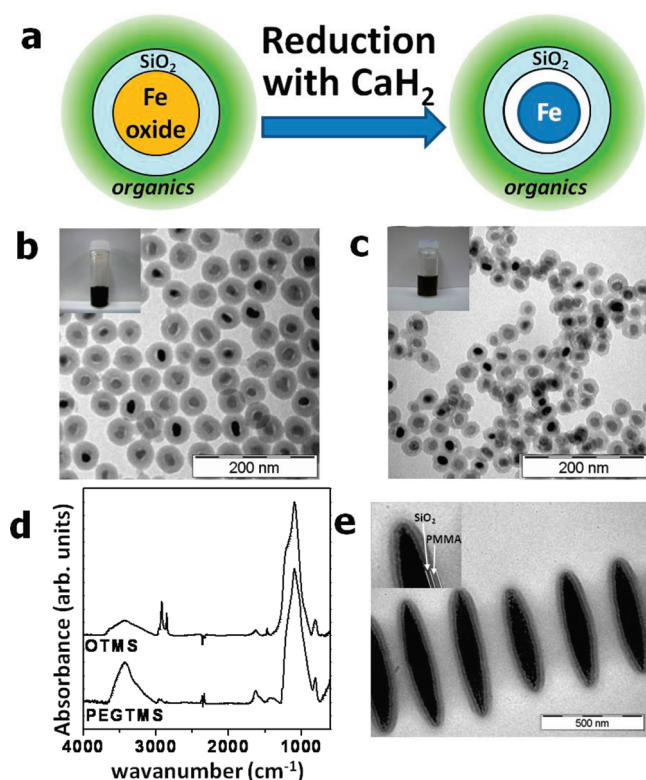 a
SiO2
Fe
oxide
organics
Reduction
with CaH2
SiO2
Fe
organics
b
200 nm
c
200 nm
d
Absorbance (arb. units)
OTMS
PEGTMS
4000 3000 2000 1000
wavanumber (cm-1)
e
SiO2
PMMA
500 nm